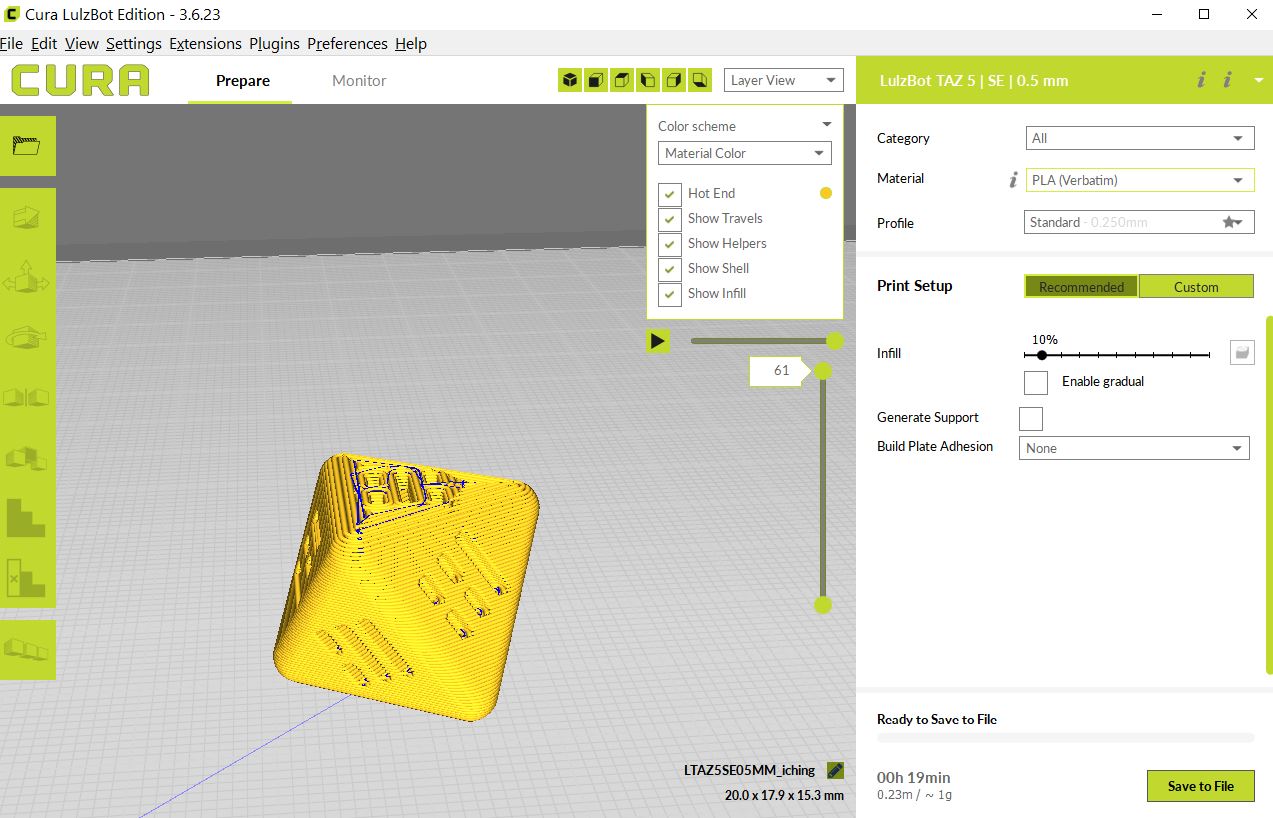 Cura LulzBot Edition - 3.6.23
File Edit View Settings Extensions Plugins Preferences Help
CURA
Prepare
Monitor
Layer View
LulzBot TAZ 5 | SE | 0.5 mm
Color scheme
Material Color
Hot End
Show Travels
Show Helpers
Show Shell
Show Infill
61
Category
All
Material
PLA (Verbatim)
Profile
Standard - 0.250mm
Print Setup
Recommended
Custom
10%
Infill
Enable gradual
Generate Support
Build Plate Adhesion
None
LTAZ5SE05MM_iching
20.0 x 17.9 x 15.3 mm
Ready to Save to File
00h 19min
0.23m / ~ 1g
Save to File